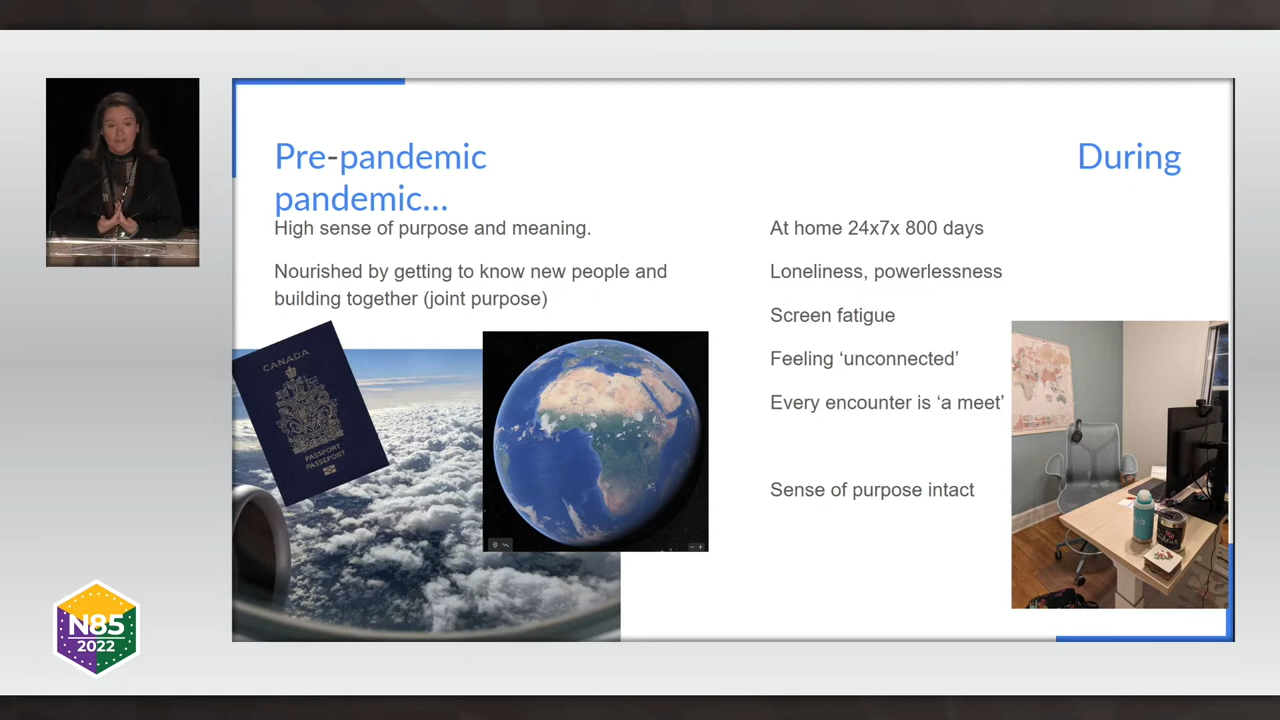 Pre-pandemic During
pandemic...
High sense of purpose and meaning.
Nourished by getting to know new people and
building together (joint purpose)
CANADA
PASSPORT
PASSEPORT
At home 24x7x 800 days
Loneliness, powerlessness
Screen fatigue
Feeling ‘unconnected’
Every encounter is ‘a meet’
Sense of purpose intact
N85
2022